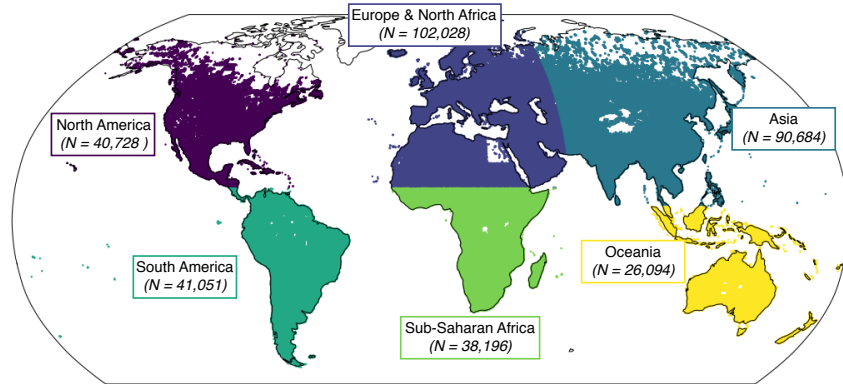 Europe & North Africa
(N = 102,028)
North America
(N = 40,728 )
Asia
(N = 90,684)
South America
(N = 41,051)
Oceania
(N = 26,094)
Sub-Saharan Africa
(N = 38,196)